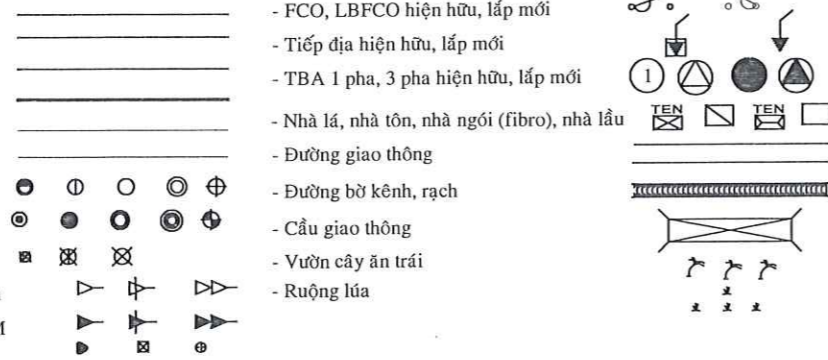 - FCO, LBFCO hiện hữu, lắp mới
- Tiếp địa hiện hữu, lắp mới
- TBA 1 pha, 3 pha hiện hữu, lắp mới
1
- Nhà lá, nhà tôn, nhà ngói (fibro), nhà lầu
TEN TEN
- Đường giao thông
- Đường bờ kênh, rạch
- Cầu giao thông
- Vườn cây ăn trái
- Ruộng lúa